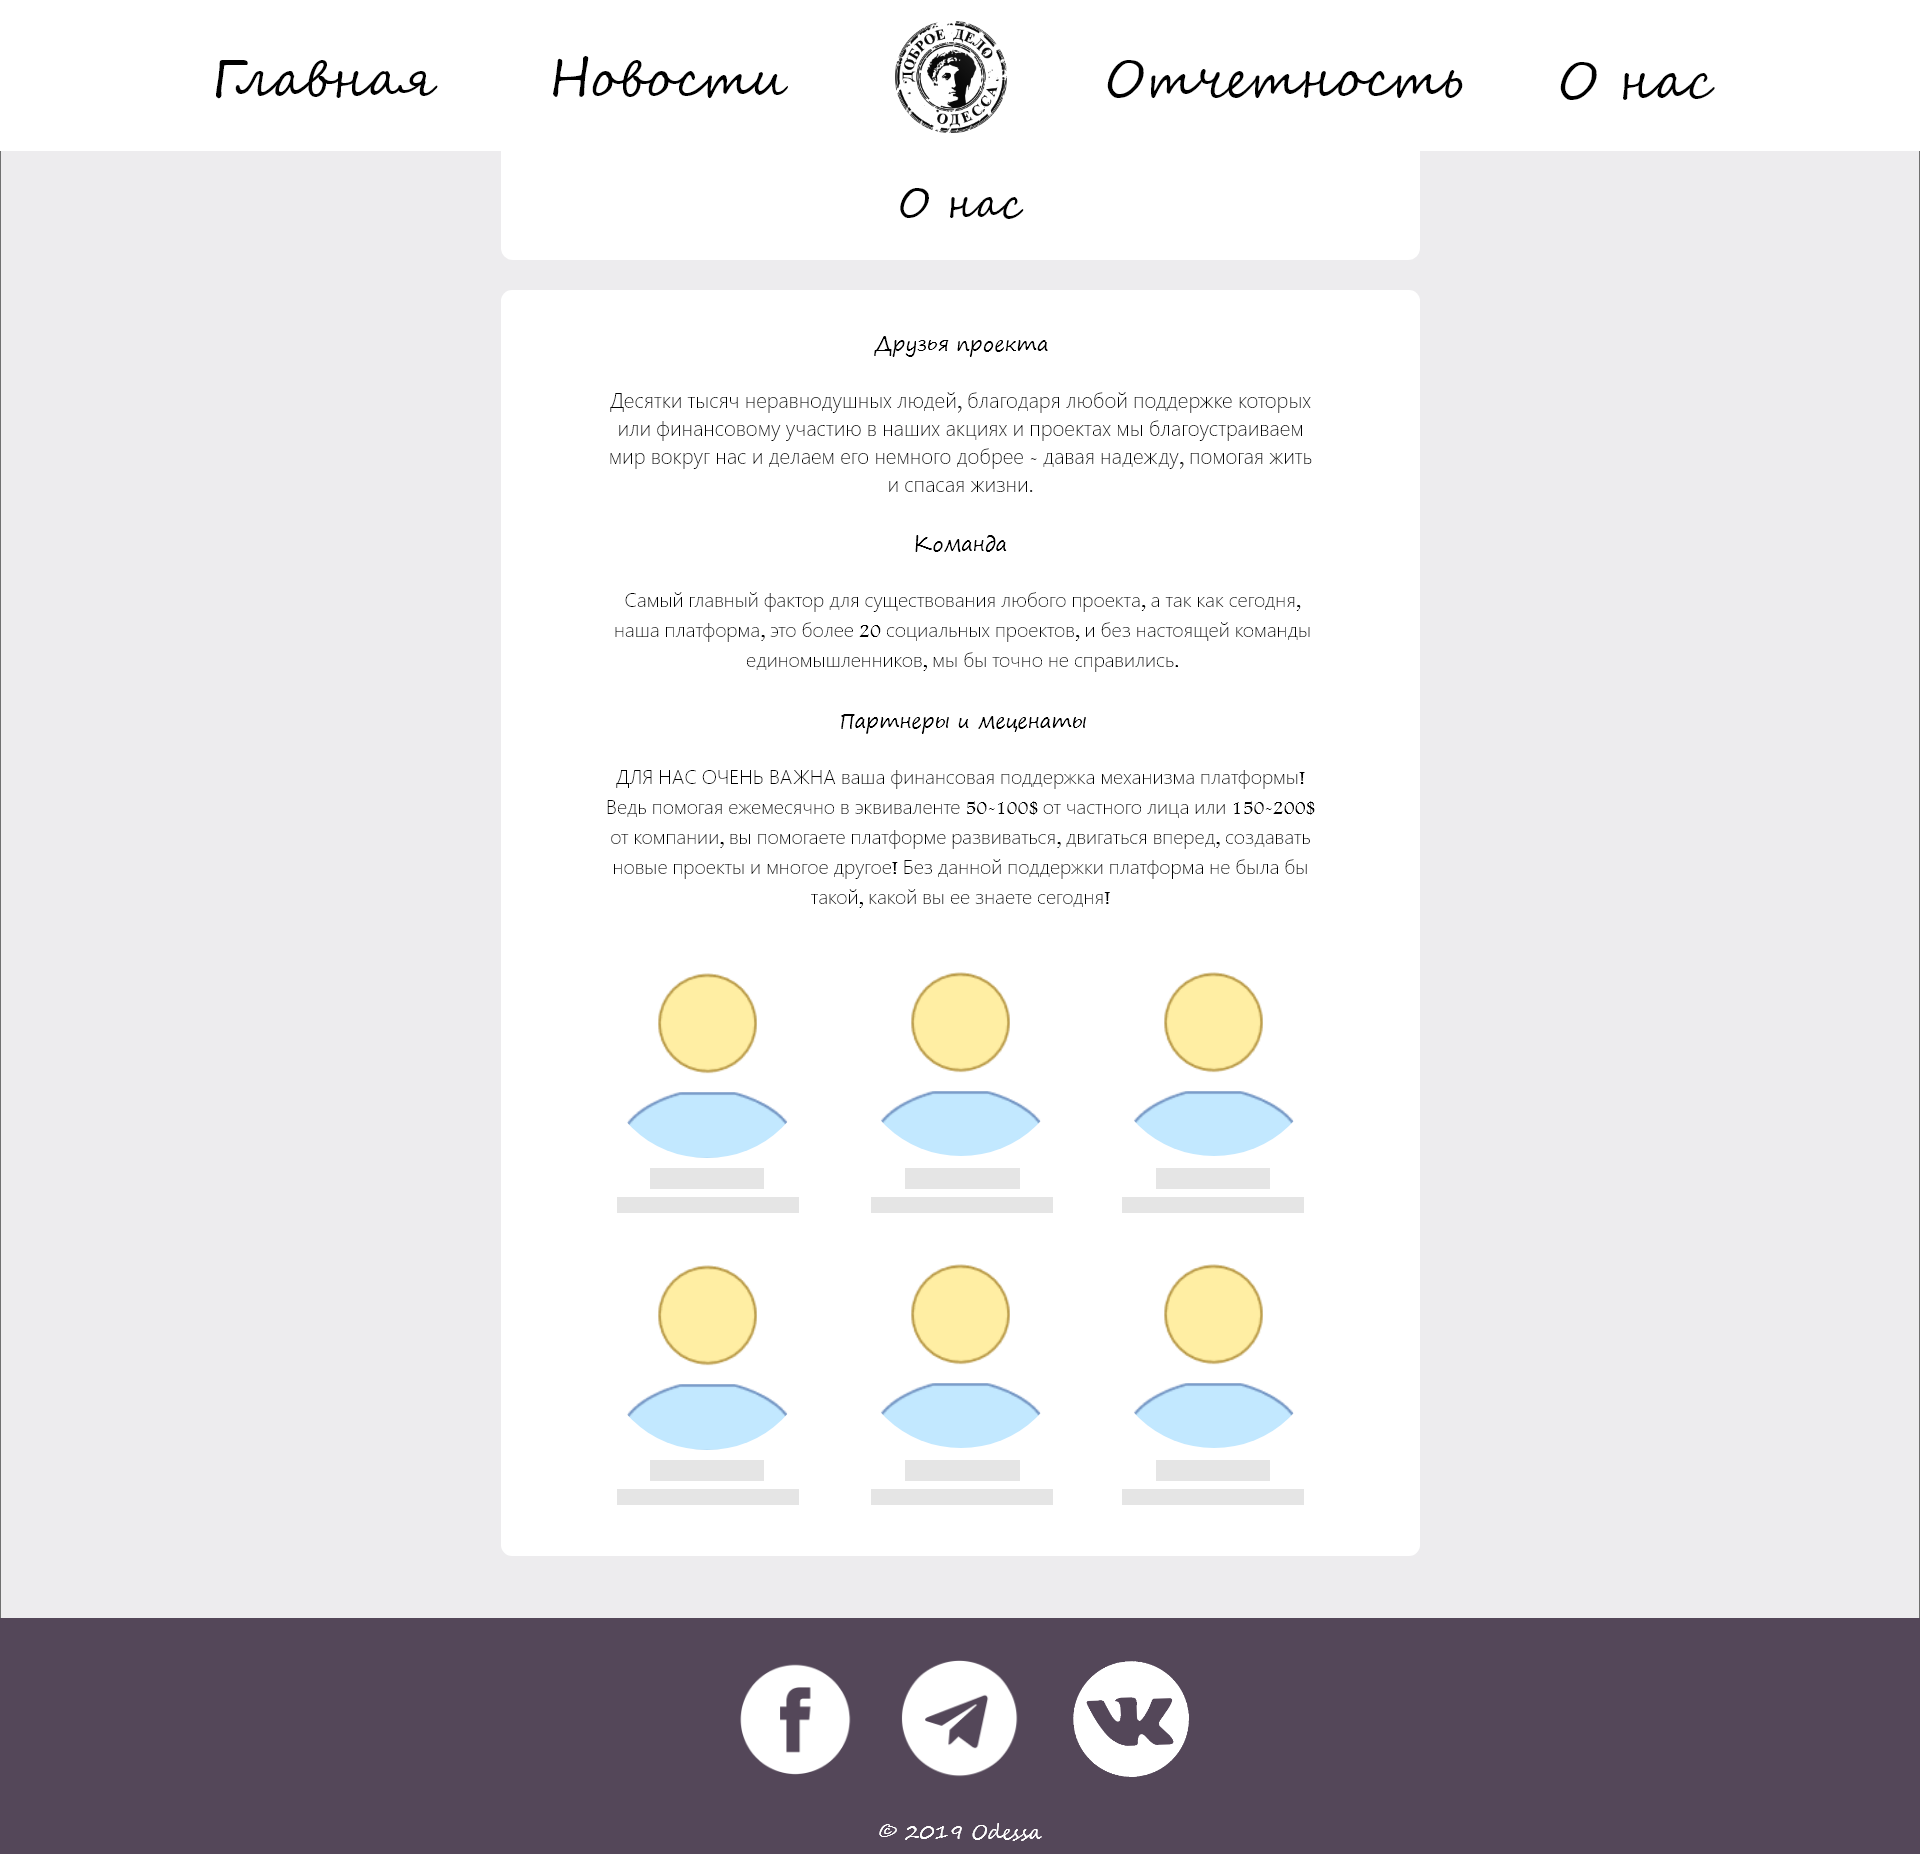 Главная
Новости
ДОБРОЕ ДЕЛО
ОДЕССА
Отчетность
О нас
О нас
Друзья проекта
Десятки тысяч неравнодушных людей, благодаря любой поддержке которых
или финансовому участию в наших акциях и проектах мы благоустраиваем
мир вокруг нас и делаем его немного добрее - давая надежду, помогая жить
и спасая жизни.
Команда
Самый главный фактор для существования любого проекта, а так как сегодня,
наша платформа, это более 20 социальных проектов, и без настоящей команды
единомышленников, мы бы точно не справились.
Партнеры и меценаты
ДЛЯ НАС ОЧЕНЬ ВАЖНА ваша финансовая поддержка механизма платформы!
Ведь помогая ежемесячно в эквиваленте 50-100$ от частного лица или 150-200$
от компании, вы помогаете платформе развиваться, двигаться вперед, создавать
новые проекты и многое другое! Без данной поддержки платформа не была бы
такой, какой вы ее знаете сегодня!
© 2019 Odessa